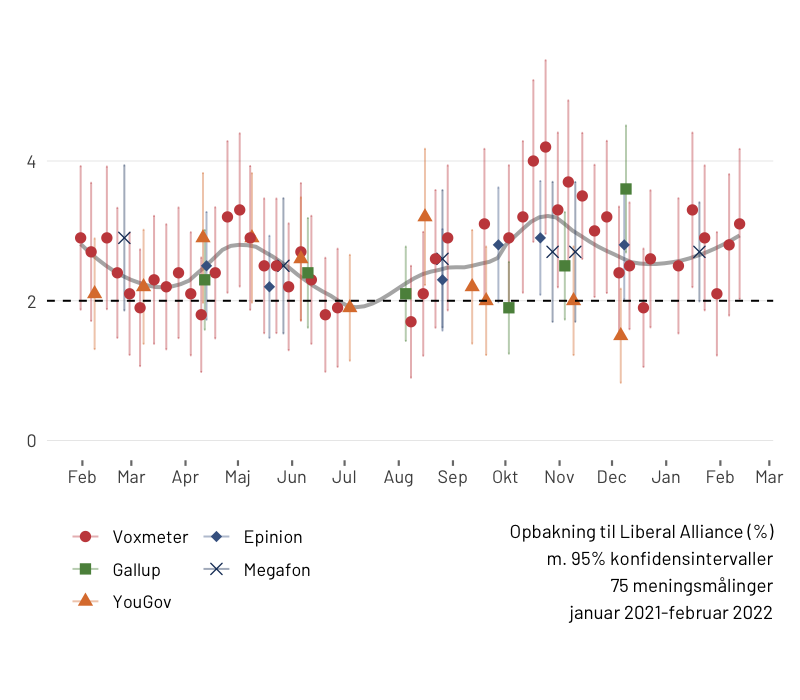 4
2
0
Feb Mar Apr Maj Jun Jul Aug Sep Okt Nov Dec Jan Feb Mar
Voxmeter Epinion
Gallup Megafon
YouGov
Opbakning til Liberal Alliance (%)
m. 95% konfidensintervaller
75 meningsmålinger
januar 2021-februar 2022